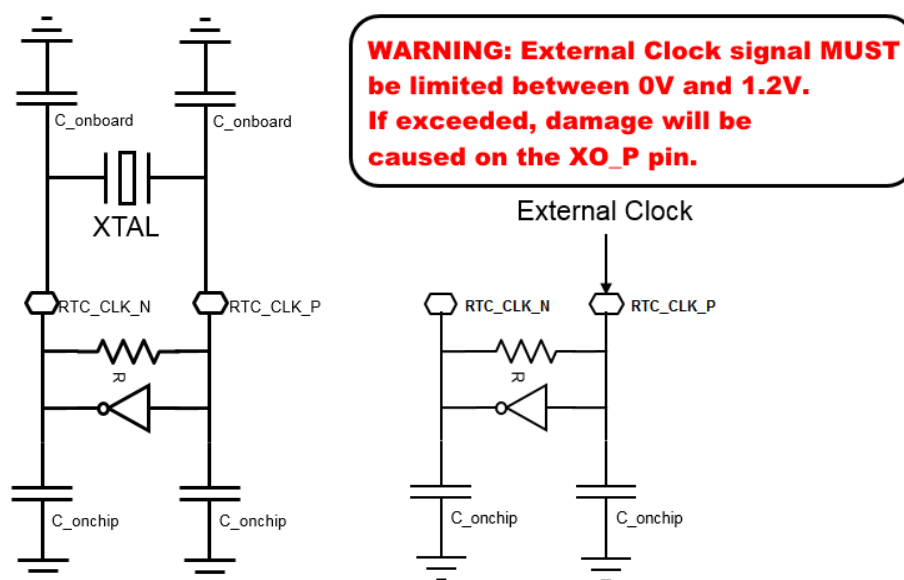 WARNING: External Clock signal MUST
be limited between 0V and 1.2V.
If exceeded, damage will be
caused on the XO_P pin.
C_onboard
C_onboard
XTAL
External Clock
RTC_CLK_N
RTC_CLK_P
RTC_CLK_N
RTC_CLK_P
R
R
C_onchip
C_onchip
C_onchip
C_onchip